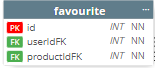 favourite
PK id INT NN
FK userIdFK INT NN
FK productIdFK INT NN